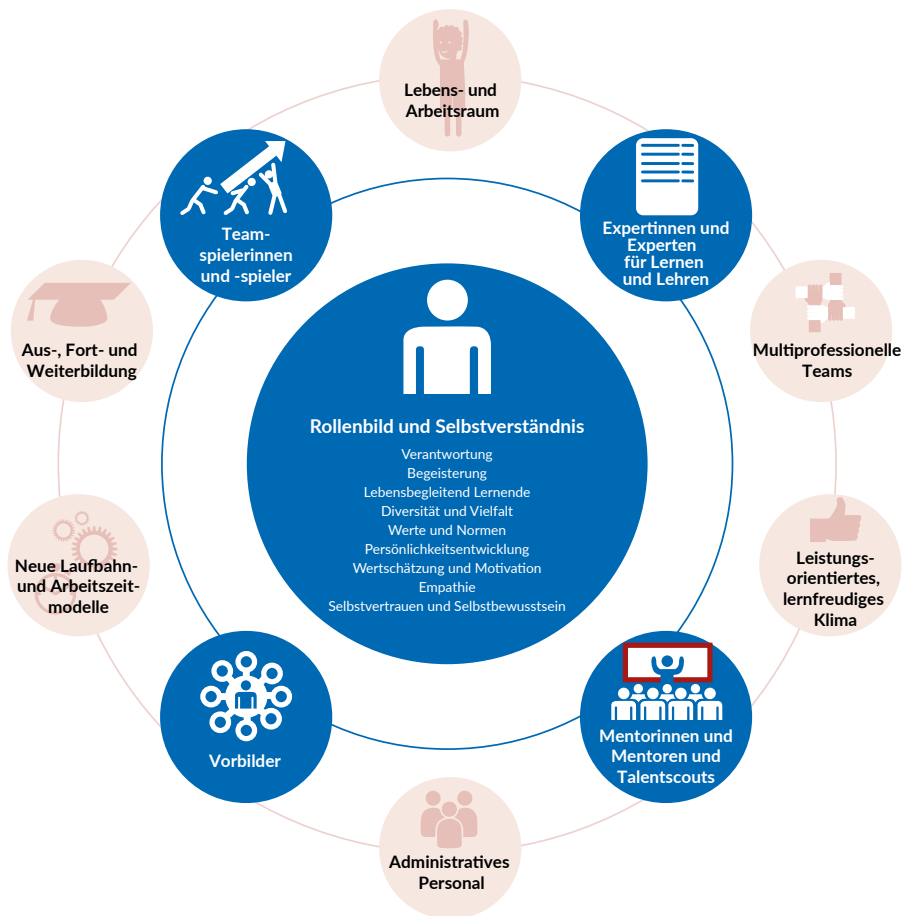 Lebens- und
Arbeitsraum
Team-
spielerinnen
und -spieler
Expertinnen und
Experten
für Lernen
und Lehren
Aus-, Fort- und
Weiterbildung
Multiprofessionelle
Teams
Rollenbild und Selbstverständnis
Verantwortung
Begeisterung
Lebensbegleitend Lernende
Diversität und Vielfalt
Werte und Normen
Persönlichkeitsentwicklung
Wertschätzung und Motivation
Empathie
Selbstvertrauen und Selbstbewusstsein
Neue Laufbahn-
und Arbeitszeit-
modelle
Leistungs-
orientiertes,
lernfreudiges
Klima
Vorbilder
Mentorinnen und
Mentoren und
Talentscouts
Administratives
Personal